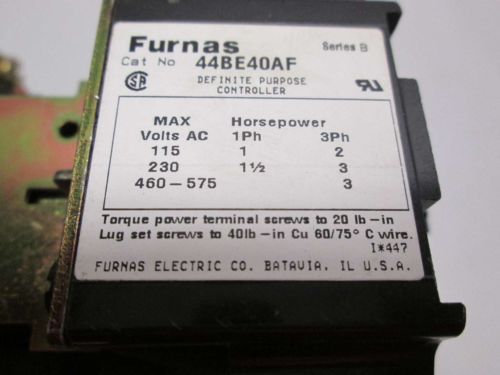 Furnas Series B
Cat No 44BE40AF
SA DEFINITE PURPOSE
CONTROLLER
MAX Horsepower
Volts AC 1Ph 3Ph
115 1 2
230 1½ 3
460-575 3
Torque power terminal screws to 20 lb-in
Lug set screws to 40lb-in Cu 60/75° C wire.
I*447
FURNAS ELECTRIC CO. BATAVIA, IL U.S.A.